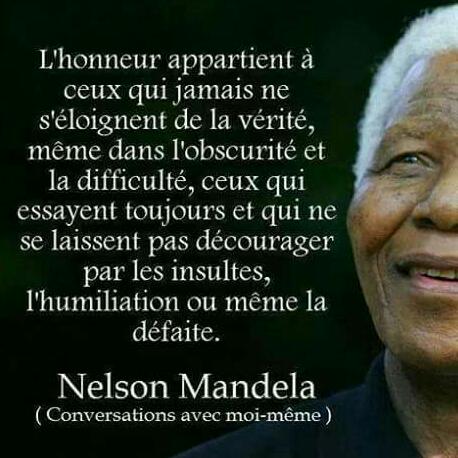 L'honneur appartient à
ceux qui jamais ne
s'éloignent de la vérité,
même dans l'obscurité et
la difficulté, ceux qui
essayent toujours et qui ne
se laissent pas décourager
par les insultes,
l'humiliation ou même la
défaite.
Nelson Mandela
( Conversations avec moi-même )